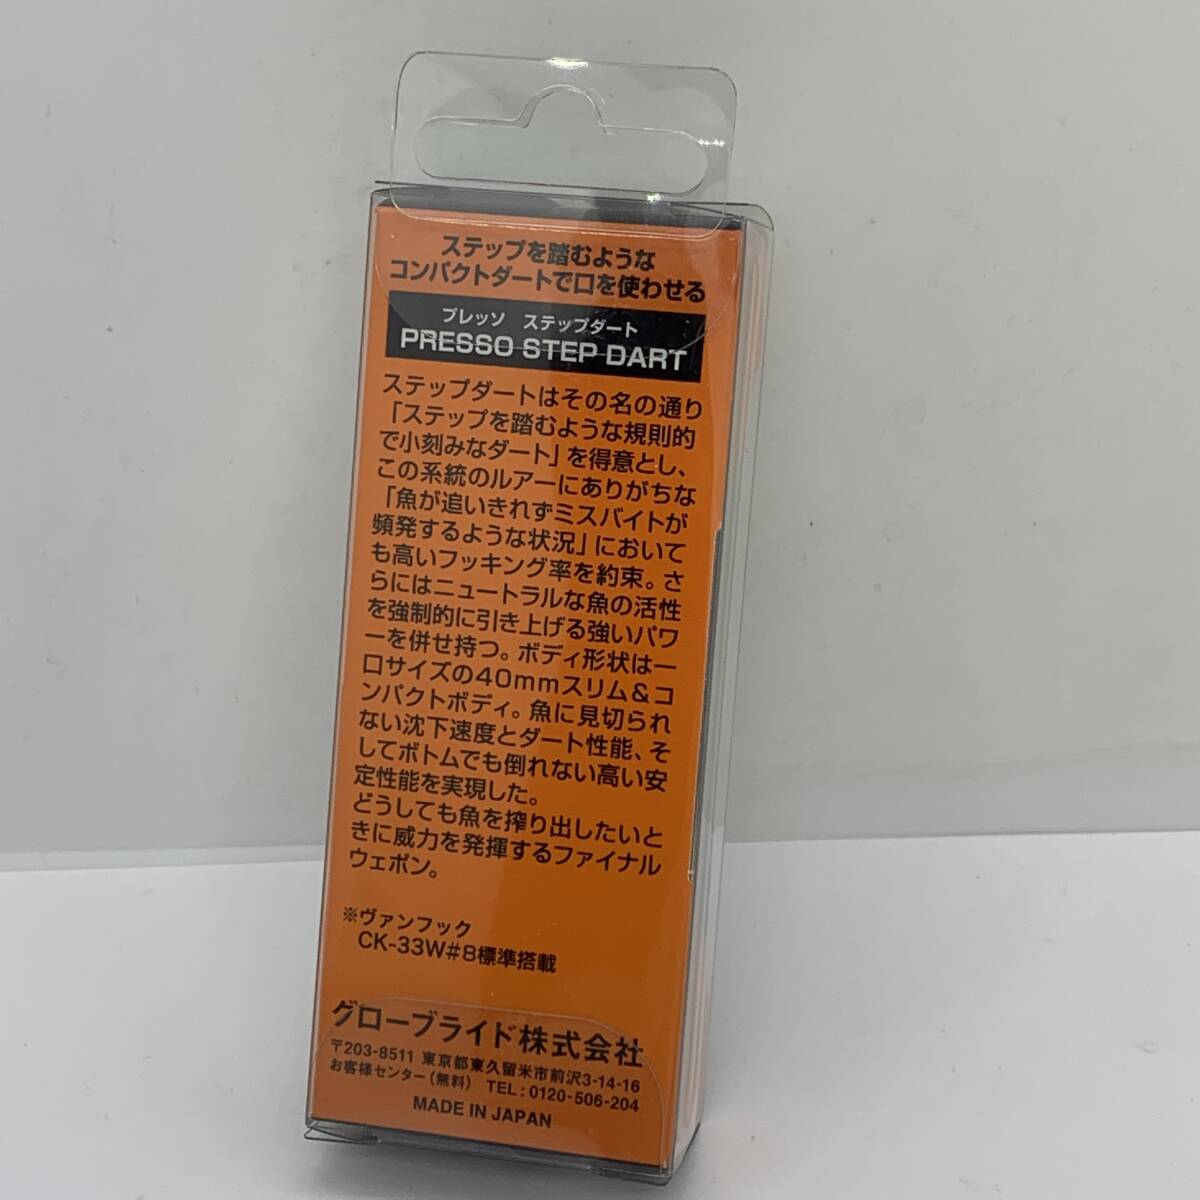 ステップを踏むような
コンパクトダートで口を使わせる
プレッソ ステップダート
PRESSO STEP DART
ステップダートはその名の通り
「ステップを踏むような規則的
で小刻みなダート」を得意とし、
この系統のルアーにありがちな
「魚が追いきれずミスバイトが
頻発するような状況」において
も高いフッキング率を約束。さ
らにはニュートラルな魚の活性
を強制的に引き上げる強いパワ
ーを併せ持つ。ボディ形状は一
口サイズの40mmスリム&コ
ンパクトボディ。魚に見切られ
ない沈下速度とダート性能、そ
してボトムでも倒れない高い安
定性能を実現した。
どうしても魚を搾り出したいと
きに威力を発揮するファイナル
ウェポン。
※ヴァンフック
CK-33W#8標準搭載
グローブライド株式会社
〒203-8511 東京都東久留米市前沢3-14-16
お客様センター(無料) TEL:0120-506-204
MADE IN JAPAN